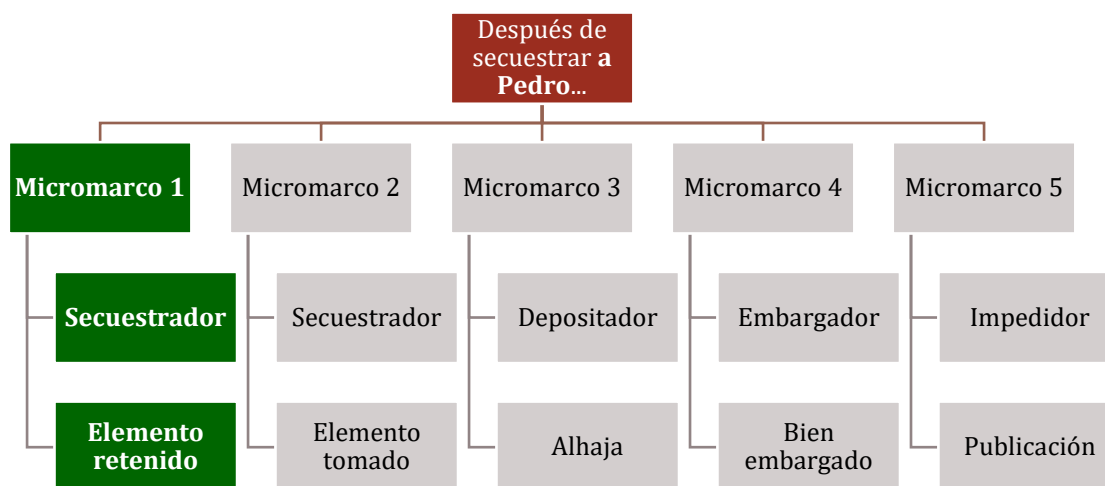 Después de
secuestrar a
Pedro...
Micromarco 1
Micromarco 2
Micromarco 3
Micromarco 4
Micromarco 5
Secuestrador
Secuestrador
Depositador
Embargador
Impedidor
Elemento
retenido
Elemento
tomado
Alhaja
Bien
embargado
Publicación